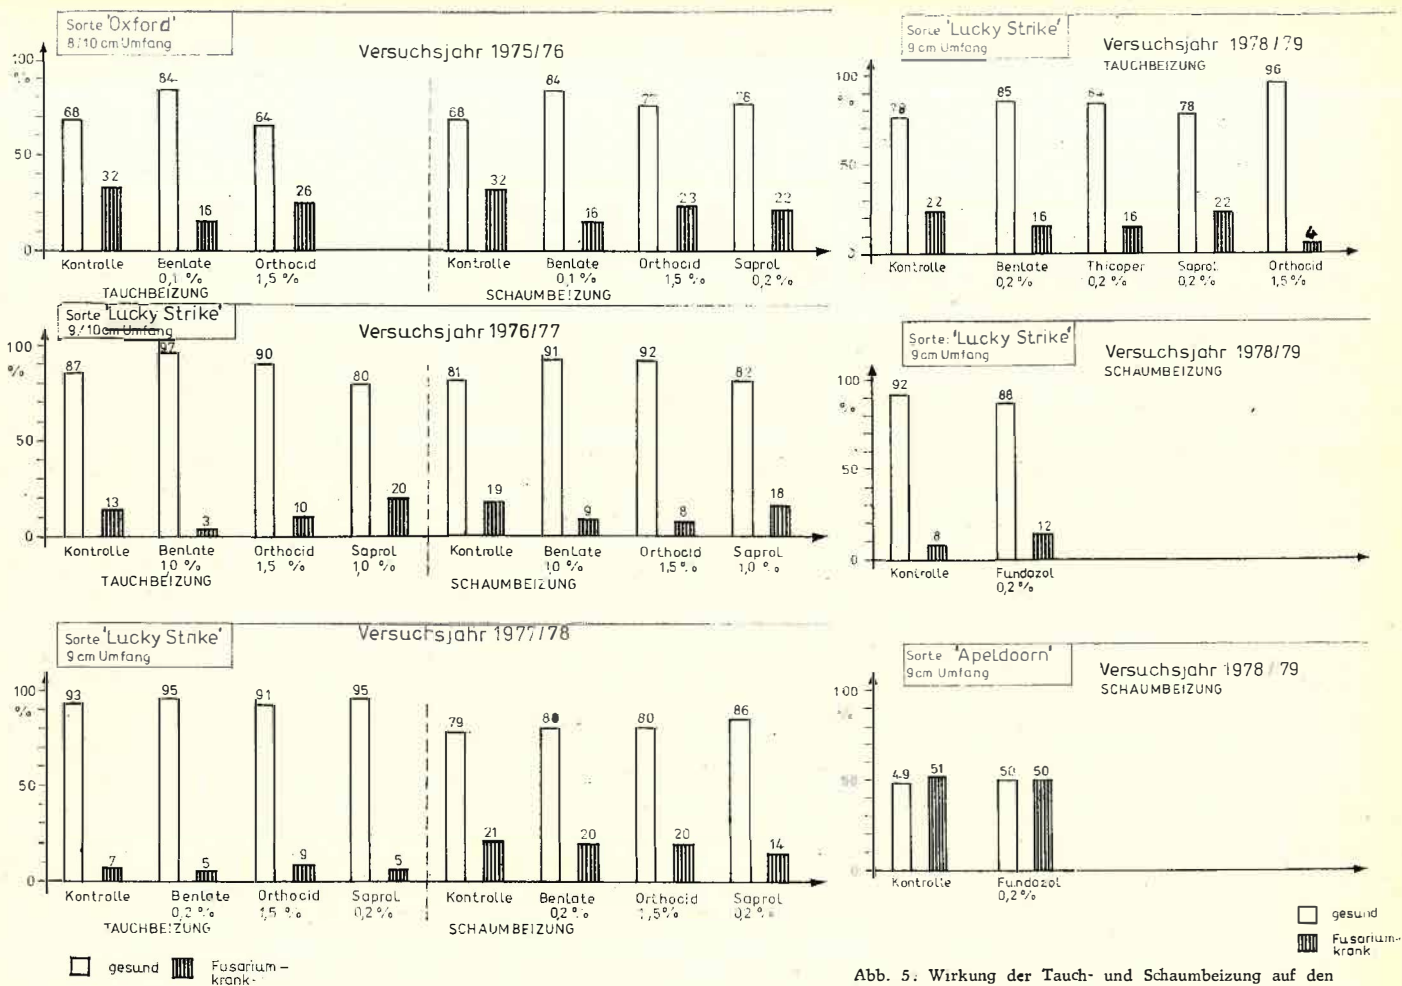 Sorte 'Oxford'
8/10 cm Umfang
Versuchsjahr 1975/76
100
%
50
0
68
32
84
16
64
26
68
32
84
16
23
22
Kontrolle Benlate Orthocid Kontrolle Benlate Orthocid Saprol
0,1 % 1,5 % 0,1 % 1,5 % 0,2 %
TAUCHBEIZUNG SCHAUMBEIZUNG
Sorte 'Lucky Strike'
9/10 cm Umfang
Versuchsjahr 1976/77
100
%
50
0
87
13
97
3
90
10
80
20
81
19
91
9
92
8
82
18
Kontrolle Benlate Orthocid Saprol Kontrolle Benlate Orthocid Saprol
1,0 % 1,5 % 1,0 % 1,0 % 1,5 % 1,0 %
TAUCHBEIZUNG SCHAUMBEIZUNG
Sorte 'Lucky Strike'
9 cm Umfang
Versuchsjahr 1977/78
100
%
50
0
93
7
95
5
91
9
95
5
79
21
80
20
80
20
86
14
Kontrolle Benlate Orthocid Saprol Kontrolle Benlate Orthocid Saprol
0,2 % 1,5 % 0,2 % 0,2 % 1,5% 0,2 %
TAUCHBEIZUNG SCHAUMBEIZUNG
gesund Fusarium-
krank
Sorte 'Lucky Strike'
9 cm Umfang
Versuchsjahr 1978/79
TAUCHBEIZUNG
100
%
50
78
22
85
16
84
16
78
22
96
4
Kontrolle Benlate Thicoper Saprol Orthocid
0,2 % 0,2 % 0,2 % 1,5 %
Sorte: 'Lucky Strike'
9cm Umfang
Versuchsjahr 1978/79
SCHAUMBEIZUNG
100
%
50
0
92
8
88
12
Kontrolle Fundazol
0,2 %
Sorte 'Apeldoorn'
9cm Umfang
Versuchsjahr 1978/79
SCHAUMBEIZUNG
100
%
50
0
49
51
50
50
Kontrolle Fundazol
0,2 %
gesund
Fusarium-
krank
Abb. 5. Wirkung der Tauch- und Schaumbeizung auf den